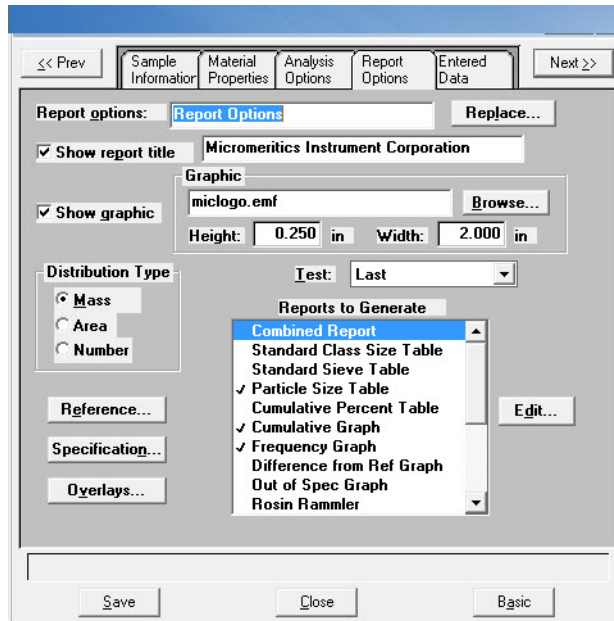 << Prev
Sample Information
Material Properties
Analysis Options
Report Options
Entered Data
Next >>
Report options: Report Options Replace...
Show report title Micromeritics Instrument Corporation
Graphic
Show graphic miclogo.emf Browse...
Height: 0.250 in Width: 2.000 in
Distribution Type
Mass
Area
Number
Test: Last
Reports to Generate
Combined Report
Standard Class Size Table
Standard Sieve Table
✓ Particle Size Table
Cumulative Percent Table
✓ Cumulative Graph
✓ Frequency Graph
Difference from Ref Graph
Out of Spec Graph
Rosin Rammler
Edit...
Reference...
Specification...
Overlays...
Save Close Basic